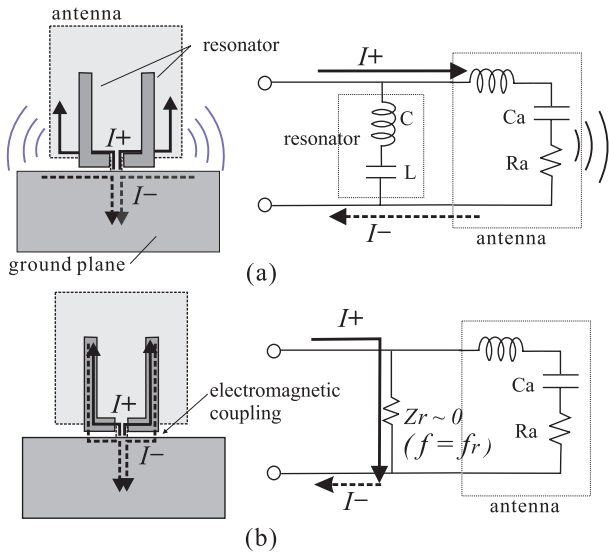 antenna
resonator
I+
I−
ground plane
I+
C
resonator
L
Ca
Ra
I−
antenna
(a)
I+
electromagnetic
coupling
I−
I+
Zr ~ 0
(f = fr)
Ca
Ra
I−
antenna
(b)